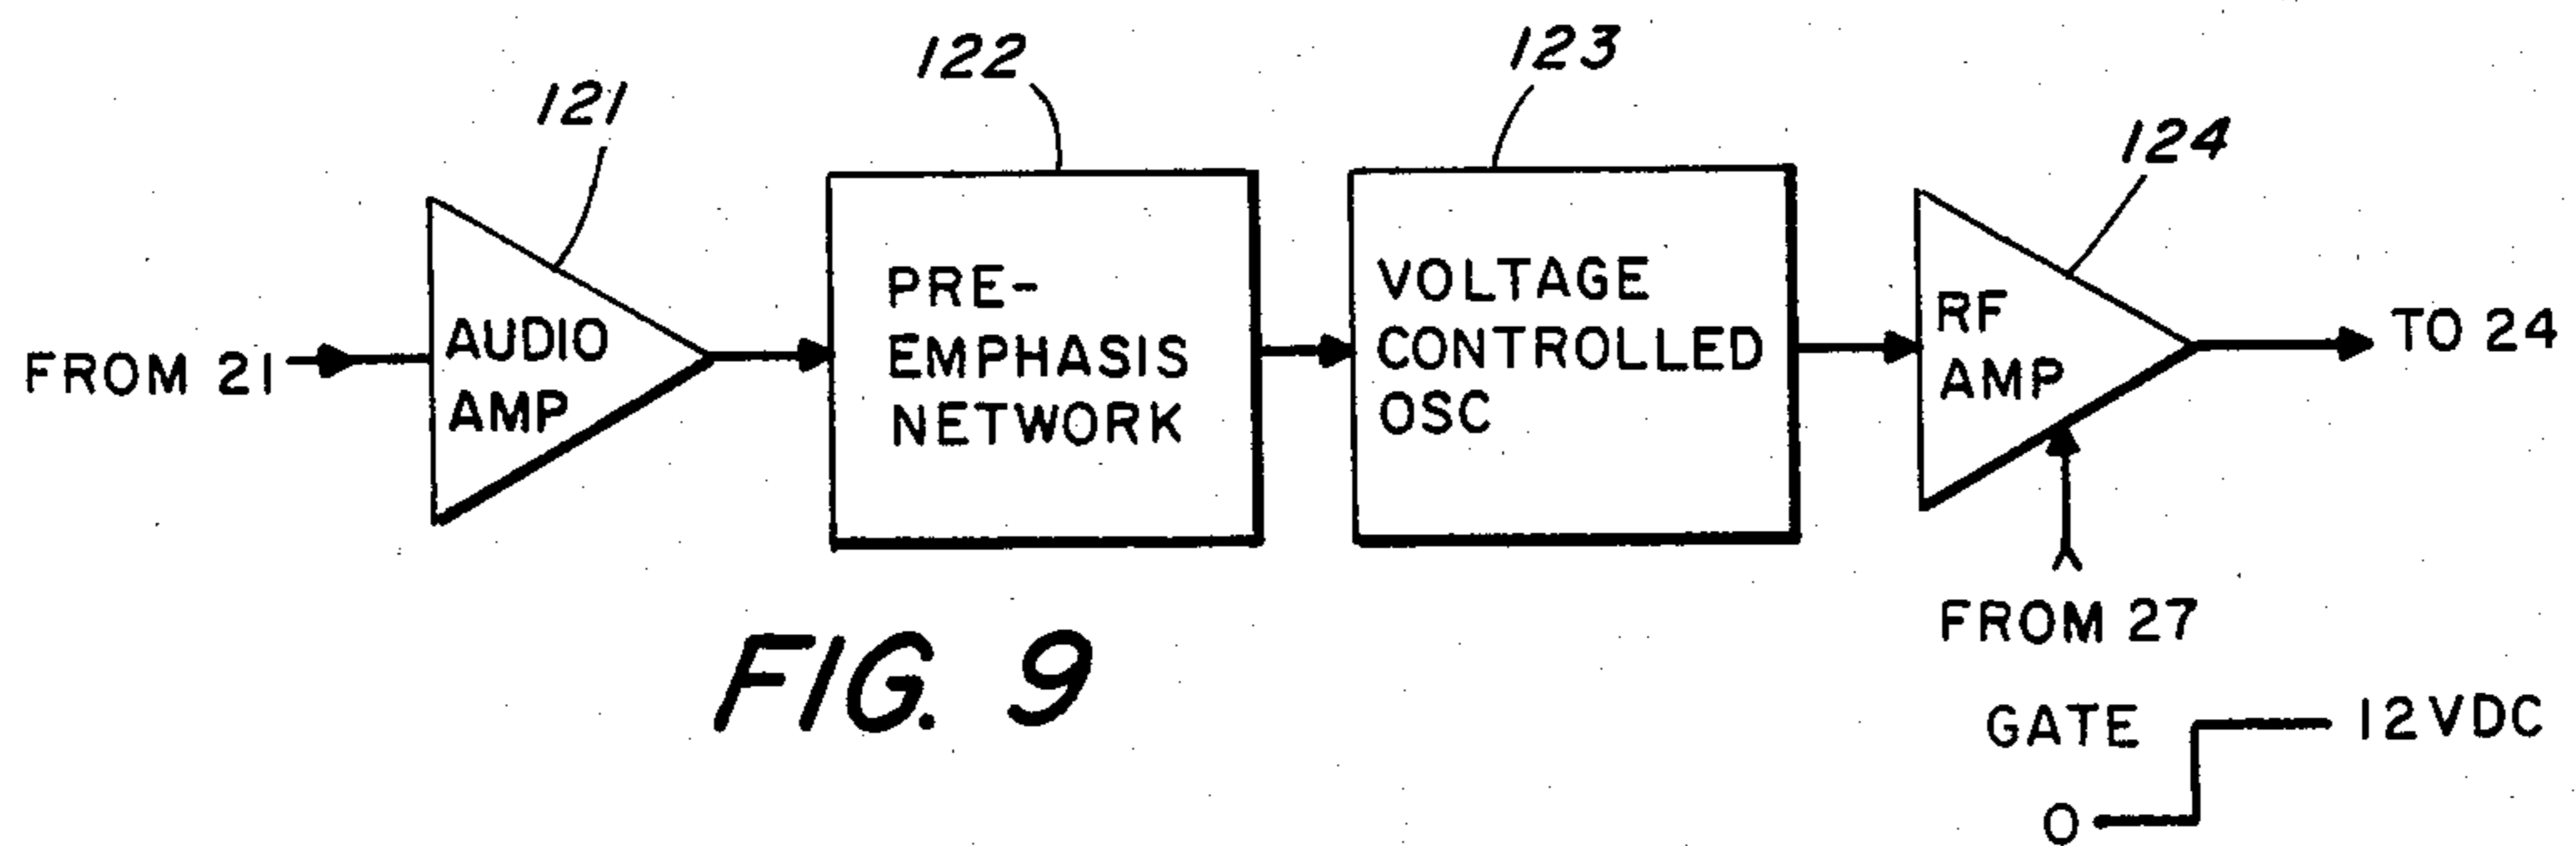 121
122
123
124
FROM 21
AUDIO
AMP
PRE-
EMPHASIS
NETWORK
VOLTAGE
CONTROLLED
OSC
RF
AMP
TO 24
FROM 27
FIG. 9
GATE
12VDC
0